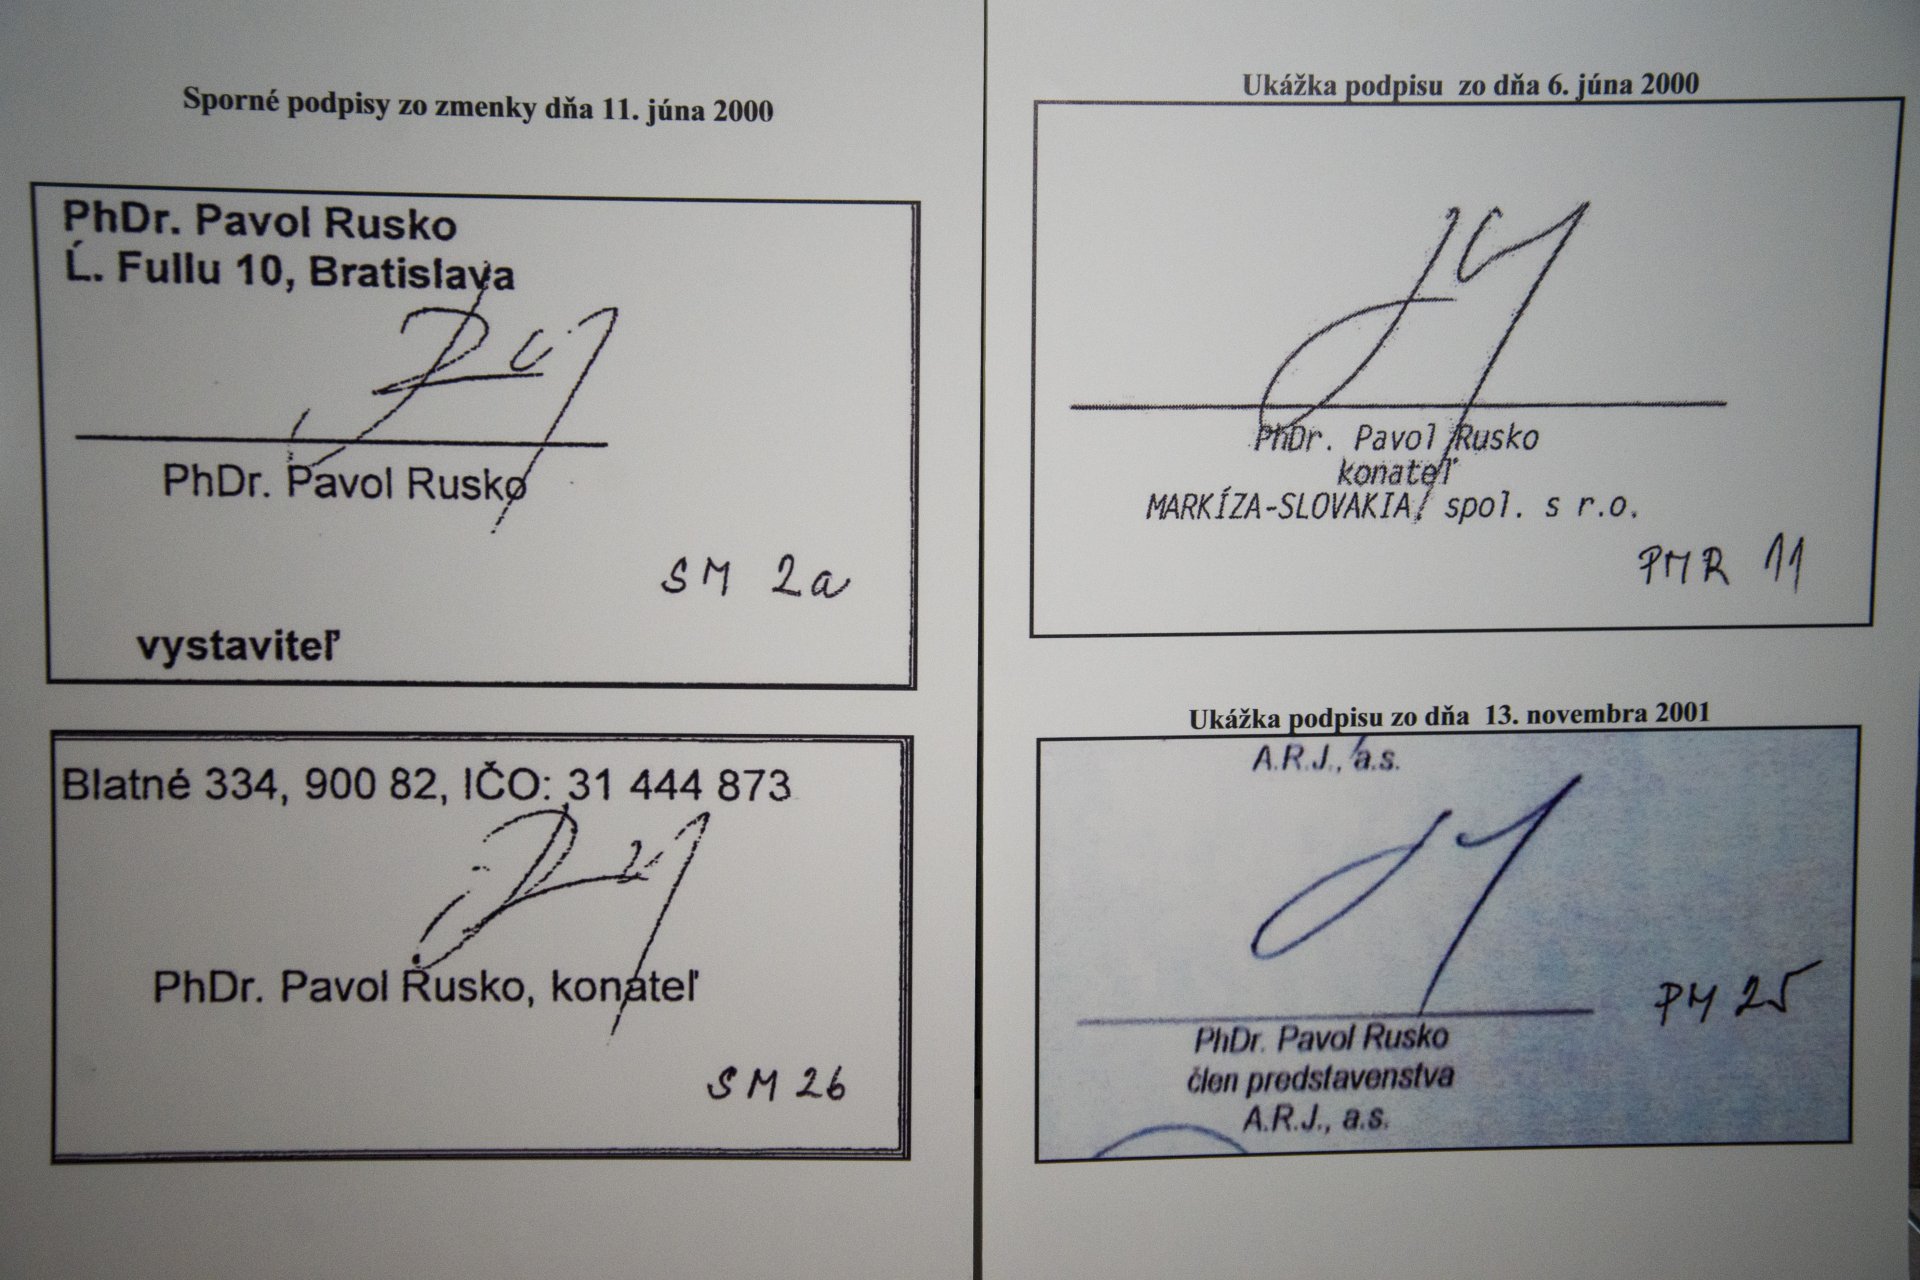 Sporné podpisy zo zmenky dňa 11. júna 2000
PhDr. Pavol Rusko
Ĺ. Fullu 10, Bratislava
PhDr. Pavol Rusko
SM 2a
vystaviteľ
Blatné 334, 900 82, IČO: 31 444 873
PhDr. Pavol Rusko, konateľ
SM 2b
Ukážka podpisu zo dňa 6. júna 2000
PhDr. Pavol Rusko
konateľ
MARKÍZA-SLOVAKIA, spol. s r.o.
PMR 11
Ukážka podpisu zo dňa 13. novembra 2001
A.R.J., a.s.
PM 25
PhDr. Pavol Rusko
člen predstavenstva
A.R.J., a.s.